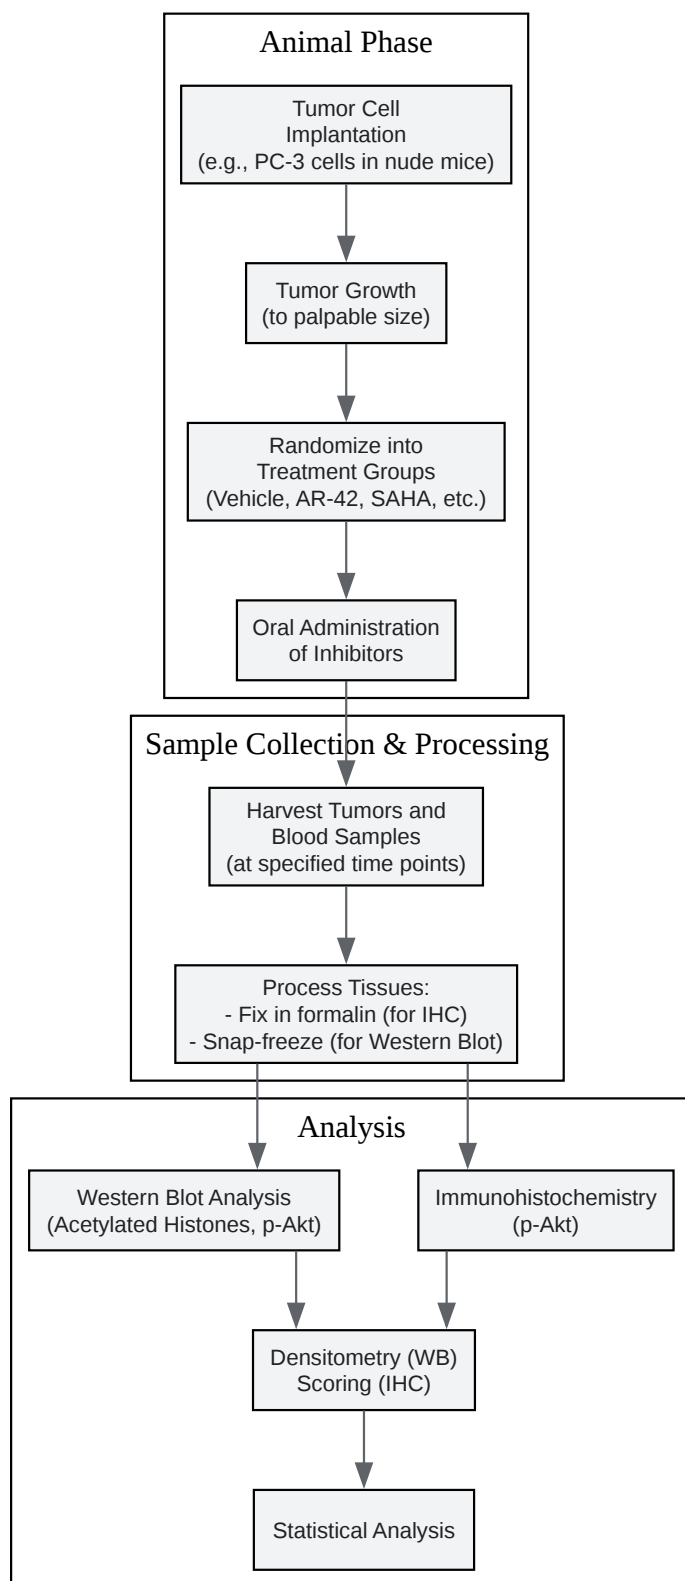 Animal Phase
Tumor Cell
Implantation
(e.g., PC-3 cells in nude mice)
Tumor Growth
(to palpable size)
Randomize into
Treatment Groups
(Vehicle, AR-42, SAHA, etc.)
Oral Administration
of Inhibitors
Sample Collection & Processing
Harvest Tumors and
Blood Samples
(at specified time points)
Process Tissues:
- Fix in formalin (for IHC)
- Snap-freeze (for Western Blot)
Analysis
Western Blot Analysis
(Acetylated Histones, p-Akt)
Immunohistochemistry
(p-Akt)
Densitometry (WB)
Scoring (IHC)
Statistical Analysis